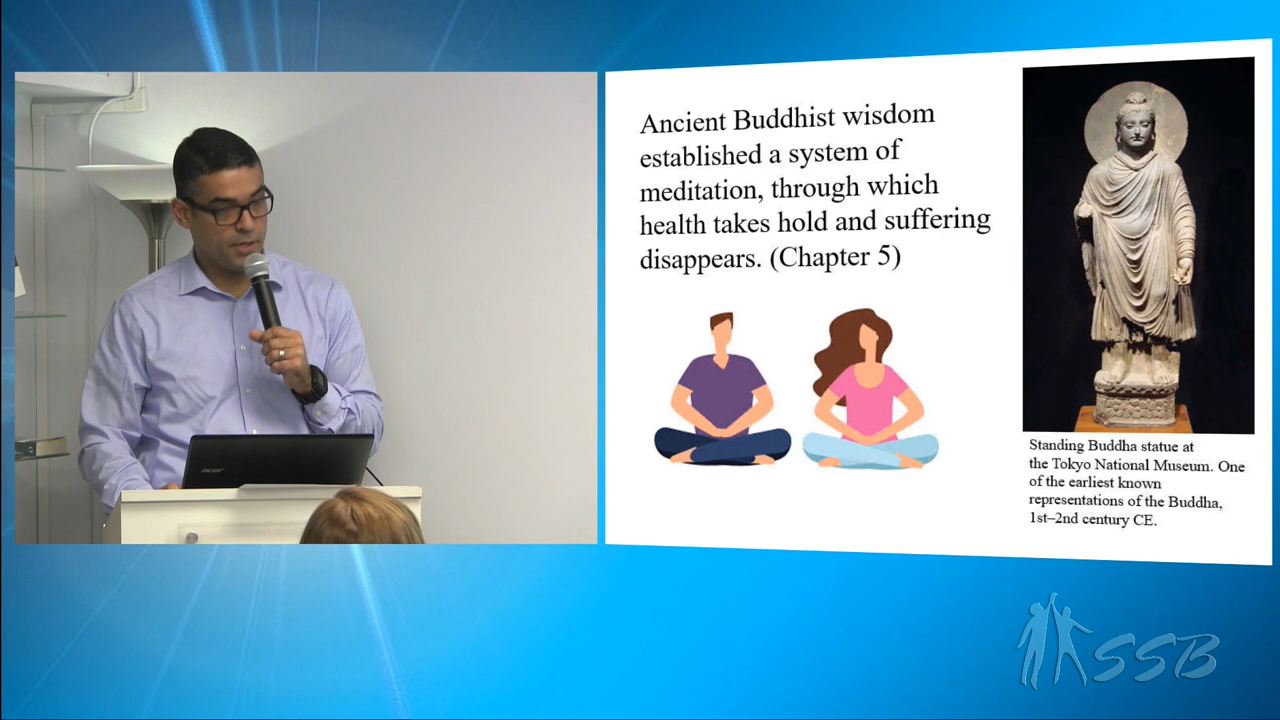 Ancient Buddhist wisdom
established a system of
meditation, through which
health takes hold and suffering
disappears. (Chapter 5)
Standing Buddha statue at
the Tokyo National Museum. One
of the earliest known
representations of the Buddha,
1st–2nd century CE.
acer
SSB